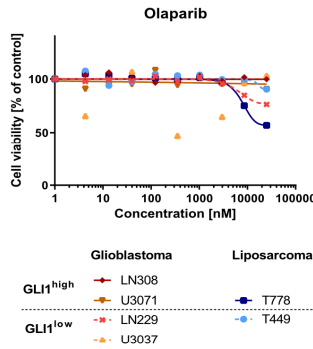 Olaparib
Cell viability [% of control]
100
50
0
1 10 100 1000 10000 100000
Concentration [nM]
Glioblastoma Liposarcoma
GLI1high LN308
U3071 T778
GLI1low LN229 T449
U3037